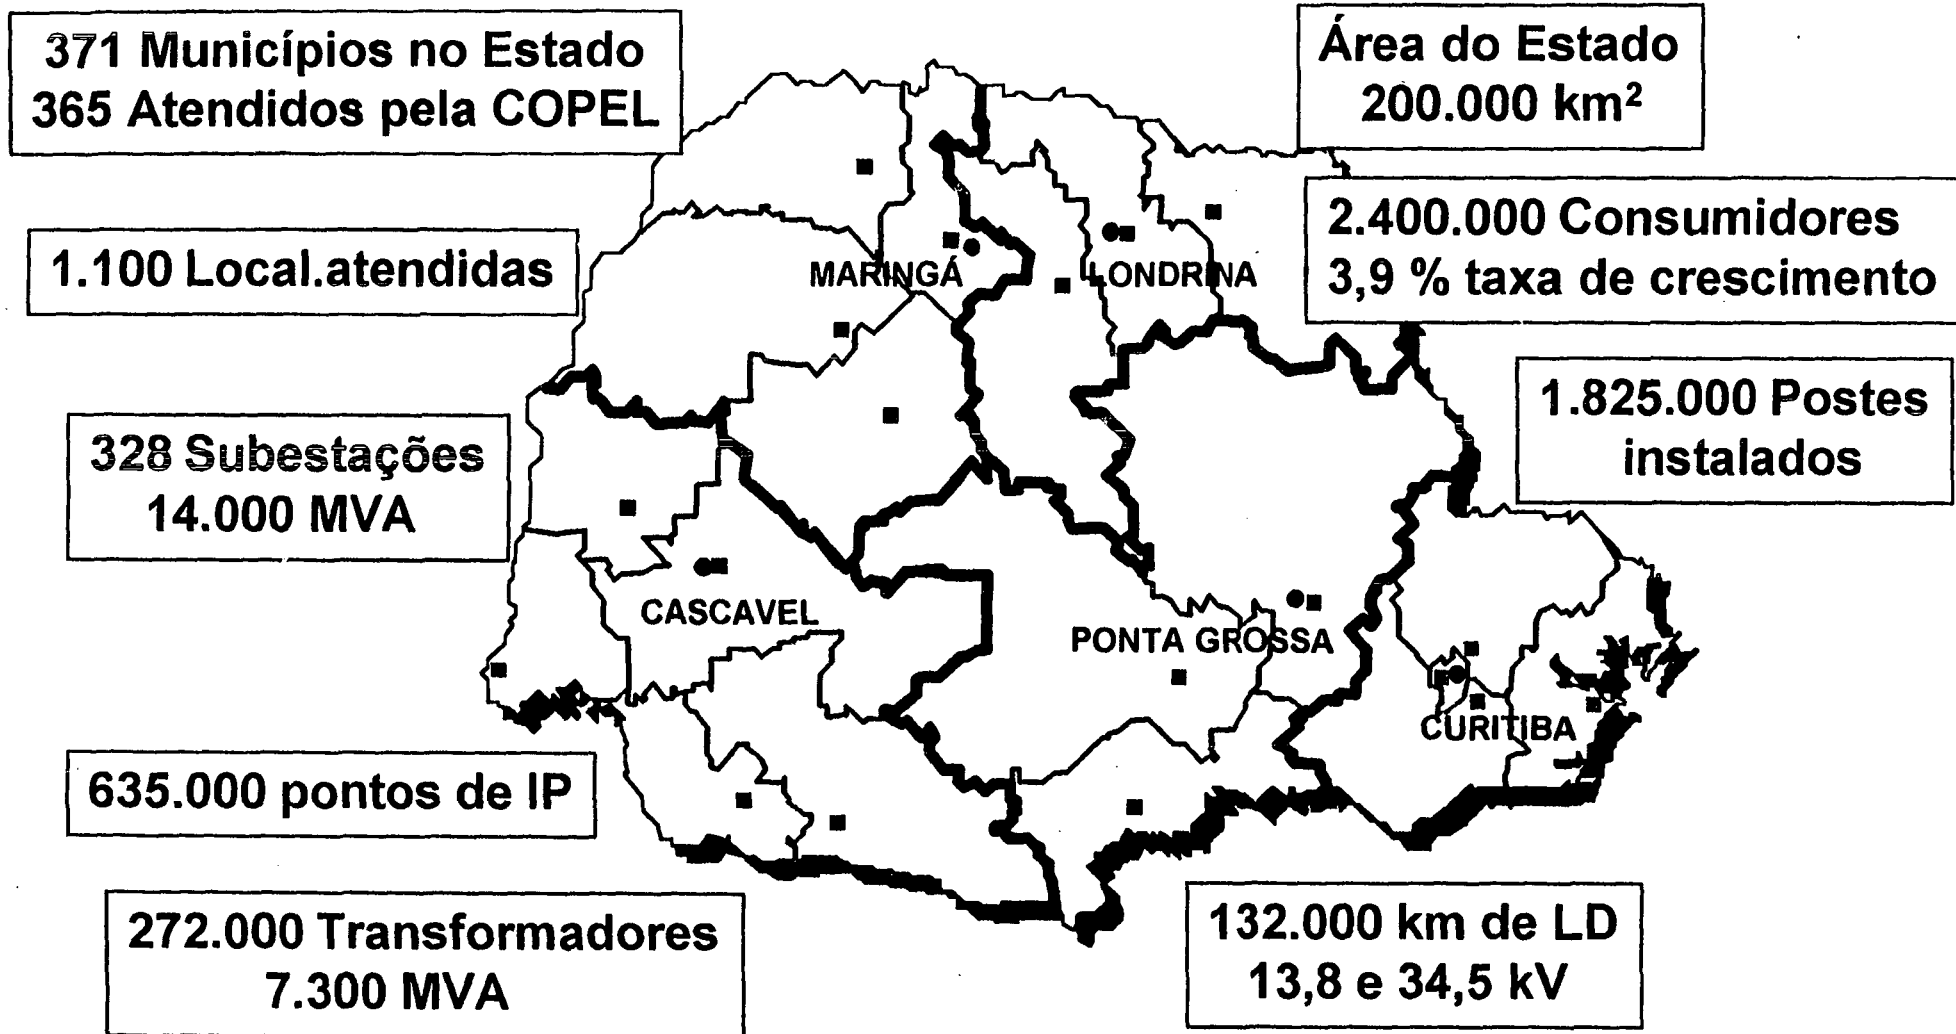 371 Municípios no Estado
365 Atendidos pela COPEL
Área do Estado
200.000 km²
1.100 Local.atendidas
2.400.000 Consumidores
3,9 % taxa de crescimento
MARINGÁ
LONDRINA
1.825.000 Postes
instalados
328 Subestações
14.000 MVA
CASCAVEL
PONTA GROSSA
CURITIBA
635.000 pontos de IP
272.000 Transformadores
7.300 MVA
132.000 km de LD
13,8 e 34,5 kV